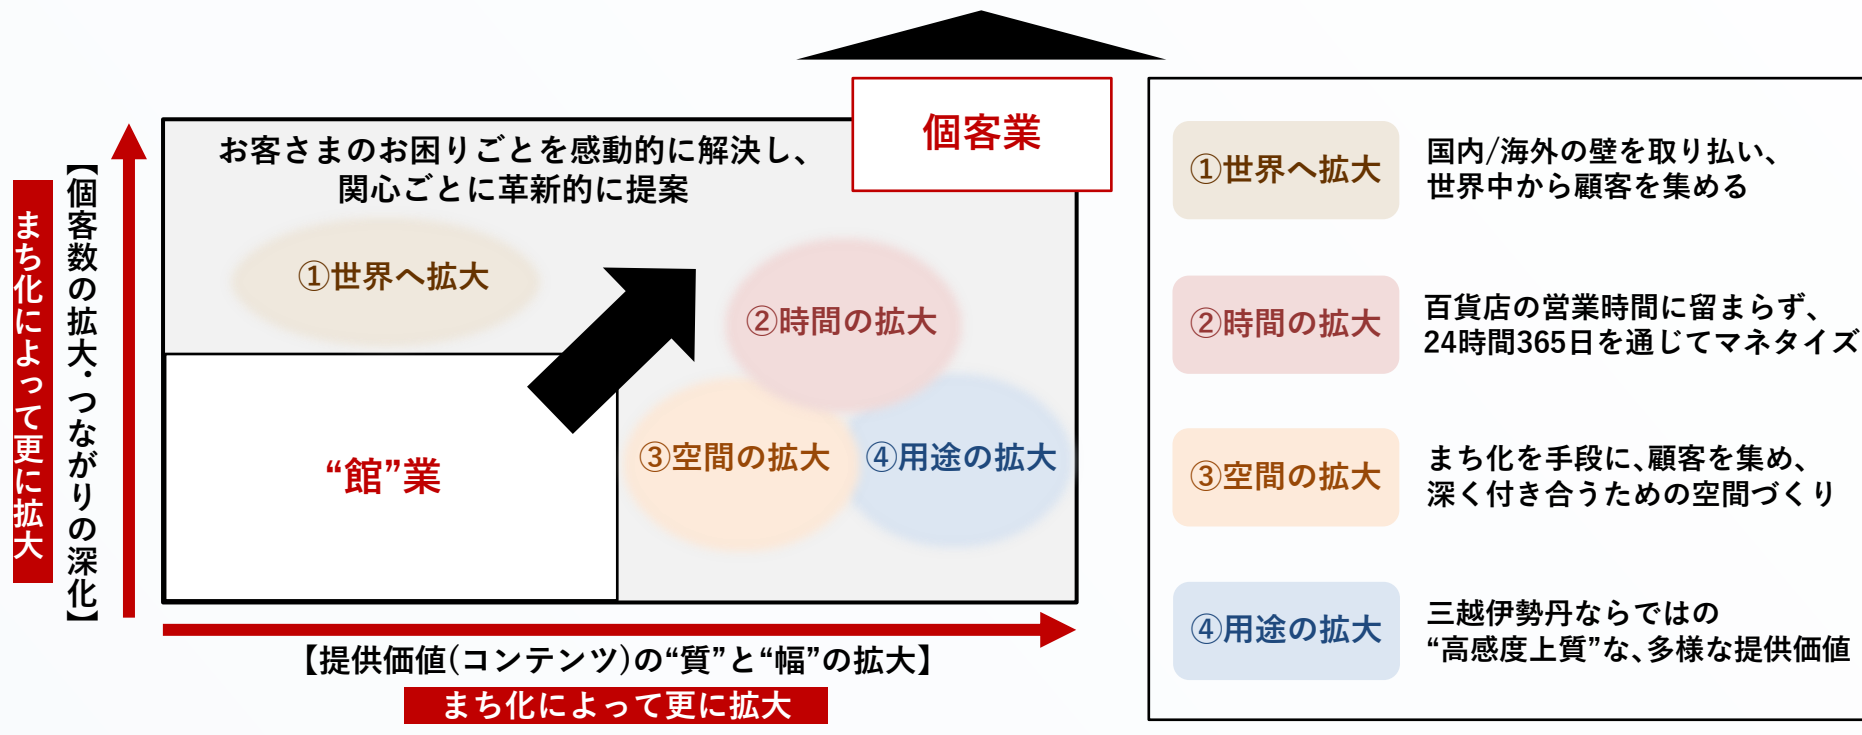 個客業
お客さまのお困りごとを感動的に解決し、
関心ごとに革新的に提案
①世界へ拡大
②時間の拡大
③空間の拡大
④用途の拡大
“館”業
まち化によって更に拡大
【個客数の拡大・つながりの深化】
【提供価値(コンテンツ)の“質”と“幅”の拡大】
まち化によって更に拡大
①世界へ拡大
国内/海外の壁を取り払い、
世界中から顧客を集める
②時間の拡大
百貨店の営業時間に留まらず、
24時間365日を通じてマネタイズ
③空間の拡大
まち化を手段に、顧客を集め、
深く付き合うための空間づくり
④用途の拡大
三越伊勢丹ならではの
“高感度上質”な、多様な提供価値